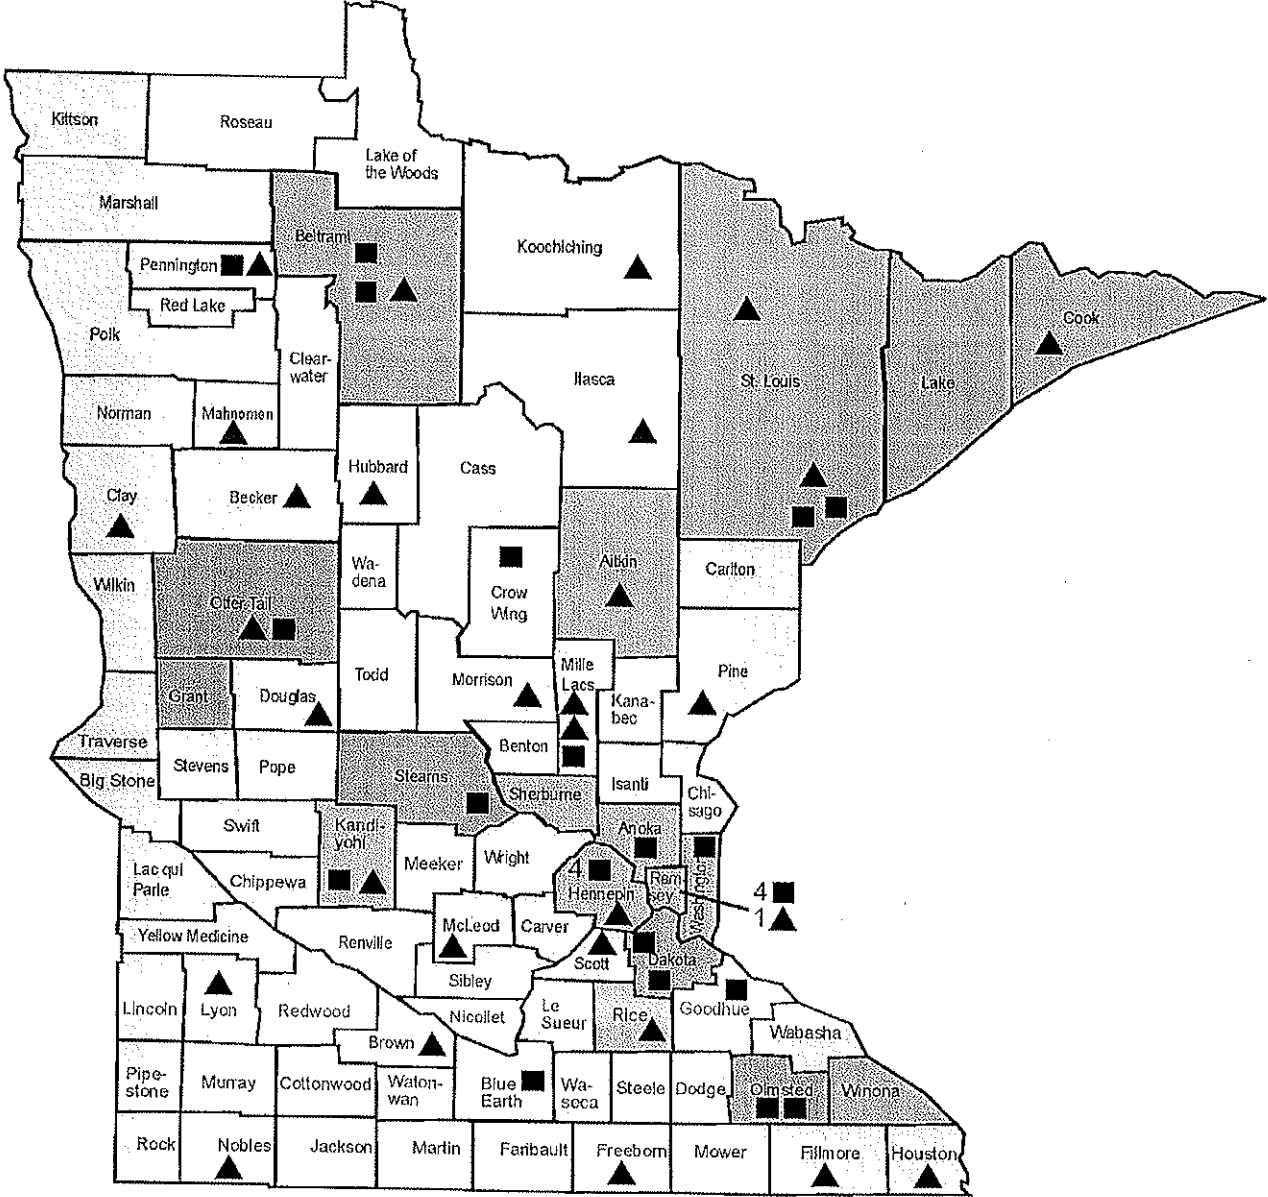 Kittson
Roseau
Lake of
the Woods
Marshall
Beltrami
Koochiching
Pennington
Red Lake
Polk
Clear-
water
Itasca
St. Louis
Lake
Cook
Norman
Mahnomen
Hubbard
Cass
Clay
Becker
Wa-
dena
Crow
Wing
Aitkin
Carlton
Wilkin
Otter Tail
Grant
Douglas
Todd
Morrison
Mille
Lacs
Kana-
bec
Pine
Traverse
Stevens
Pope
Stearns
Benton
Big Stone
Sherburne
Isanti
Chi-
sago
Swift
Kandi-
yohi
Meeker
Wright
Anoka
Lac qui
Parle
Chippewa
4
Hennepin
Ram-
sey
Washington
4
1
McLeod
Carver
Yellow Medicine
Renville
Scott
Dakota
Sibley
Lincoln
Lyon
Redwood
Nicollet
Le
Sueur
Rice
Goodhue
Wabasha
Brown
Pipe-
stone
Murray
Cottonwood
Waton-
wan
Blue
Earth
Wa-
seca
Steele
Dodge
Olmsted
Winona
Rock
Nobles
Jackson
Martin
Faribault
Freeborn
Mower
Fillmore
Houston